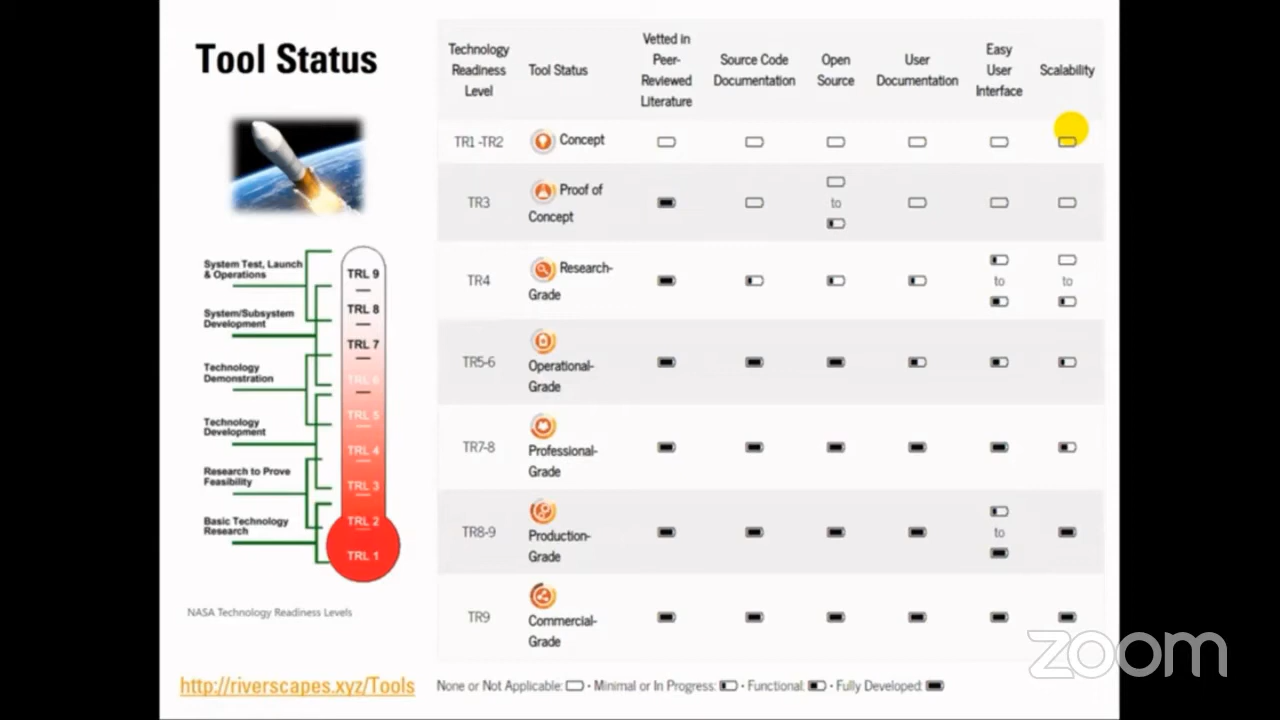 Tool Status
System Test, Launch
& Operations
System/Subsystem
Development
Technology
Demonstration
Technology
Development
Research to Prove
Feasibility
Basic Technology
Research
TRL 9
TRL 8
TRL 7
TRL 6
TRL 5
TRL 4
TRL 3
TRL 2
TRL 1
NASA Technology Readiness Levels
http://riverscapes.xyz/Tools
Technology
Readiness
Level
Tool Status
Vetted in
Peer-
Reviewed
Literature
Source Code
Documentation
Open
Source
User
Documentation
Easy
User
Interface
Scalability
TR1 -TR2
Concept
TR3
Proof of
Concept
to
TR4
Research-
Grade
to
to
TR5-6
Operational-
Grade
TR7-8
Professional-
Grade
TR8-9
Production-
Grade
to
TR9
Commercial-
Grade
None or Not Applicable: · Minimal or In Progress: · Functional: · Fully Developed:
zoom